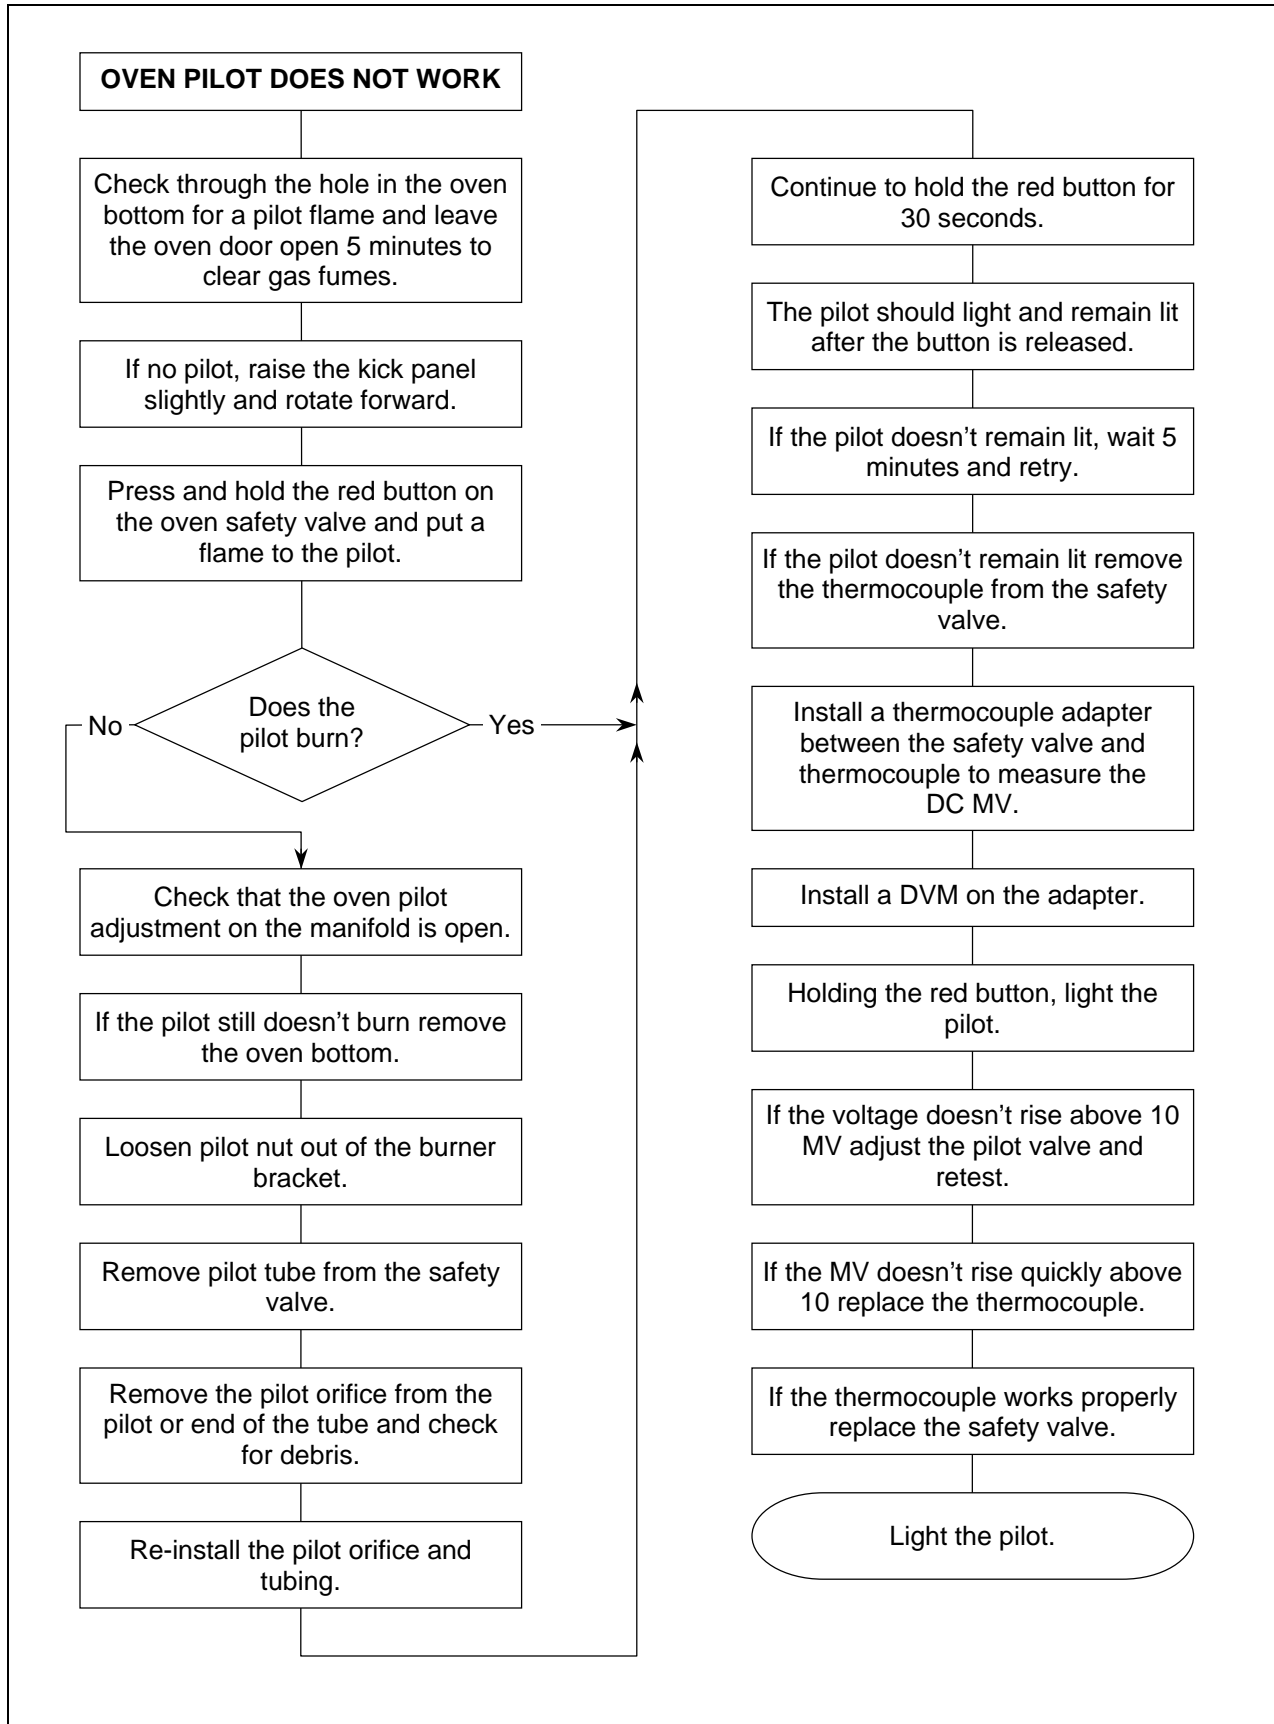 OVEN PILOT DOES NOT WORK
Check through the hole in the oven
bottom for a pilot flame and leave
the oven door open 5 minutes to
clear gas fumes.
If no pilot, raise the kick panel
slightly and rotate forward.
Press and hold the red button on
the oven safety valve and put a
flame to the pilot.
Does the
pilot burn?
No
Yes
Check that the oven pilot
adjustment on the manifold is open.
If the pilot still doesn’t burn remove
the oven bottom.
Loosen pilot nut out of the burner
bracket.
Remove pilot tube from the safety
valve.
Remove the pilot orifice from the
pilot or end of the tube and check
for debris.
Re-install the pilot orifice and
tubing.
Continue to hold the red button for
30 seconds.
The pilot should light and remain lit
after the button is released.
If the pilot doesn’t remain lit, wait 5
minutes and retry.
If the pilot doesn’t remain lit remove
the thermocouple from the safety
valve.
Install a thermocouple adapter
between the safety valve and
thermocouple to measure the
DC MV.
Install a DVM on the adapter.
Holding the red button, light the
pilot.
If the voltage doesn’t rise above 10
MV adjust the pilot valve and
retest.
If the MV doesn’t rise quickly above
10 replace the thermocouple.
If the thermocouple works properly
replace the safety valve.
Light the pilot.